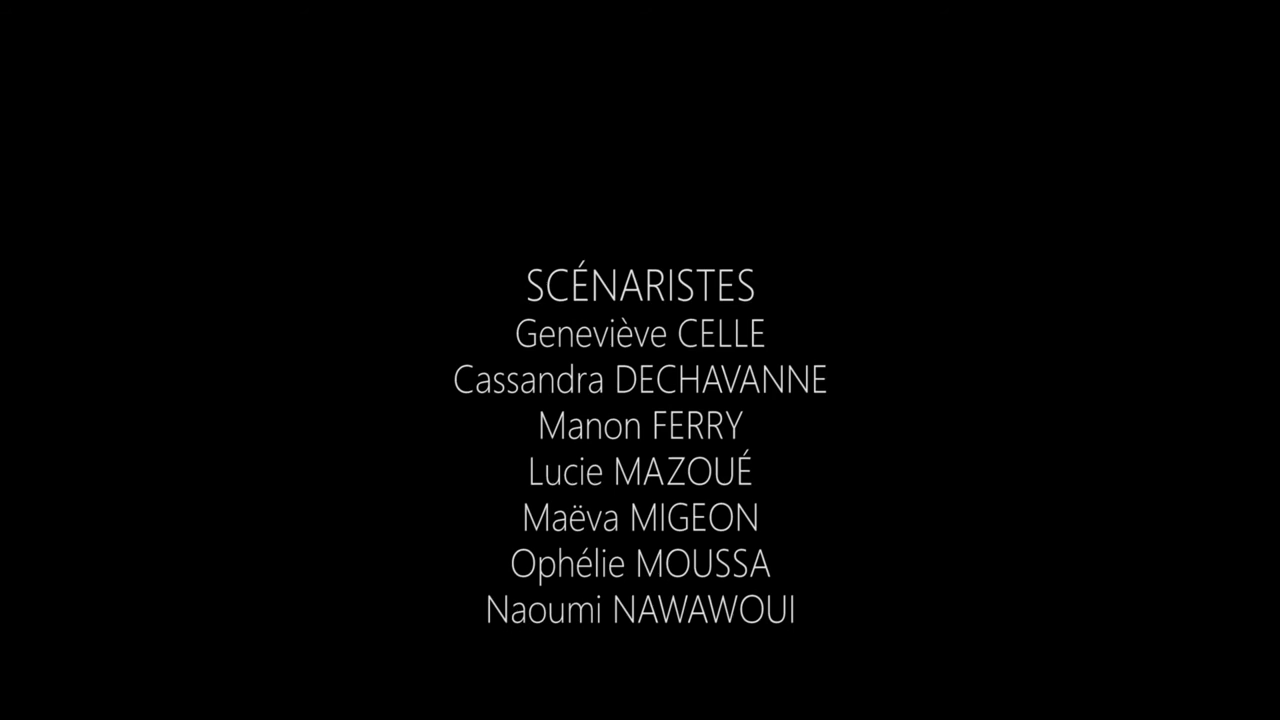 SCÉNARISTES
Geneviève CELLE
Cassandra DECHAVANNE
Manon FERRY
Lucie MAZOUÉ
Maëva MIGEON
Ophélie MOUSSA
Naoumi NAWAWOUI